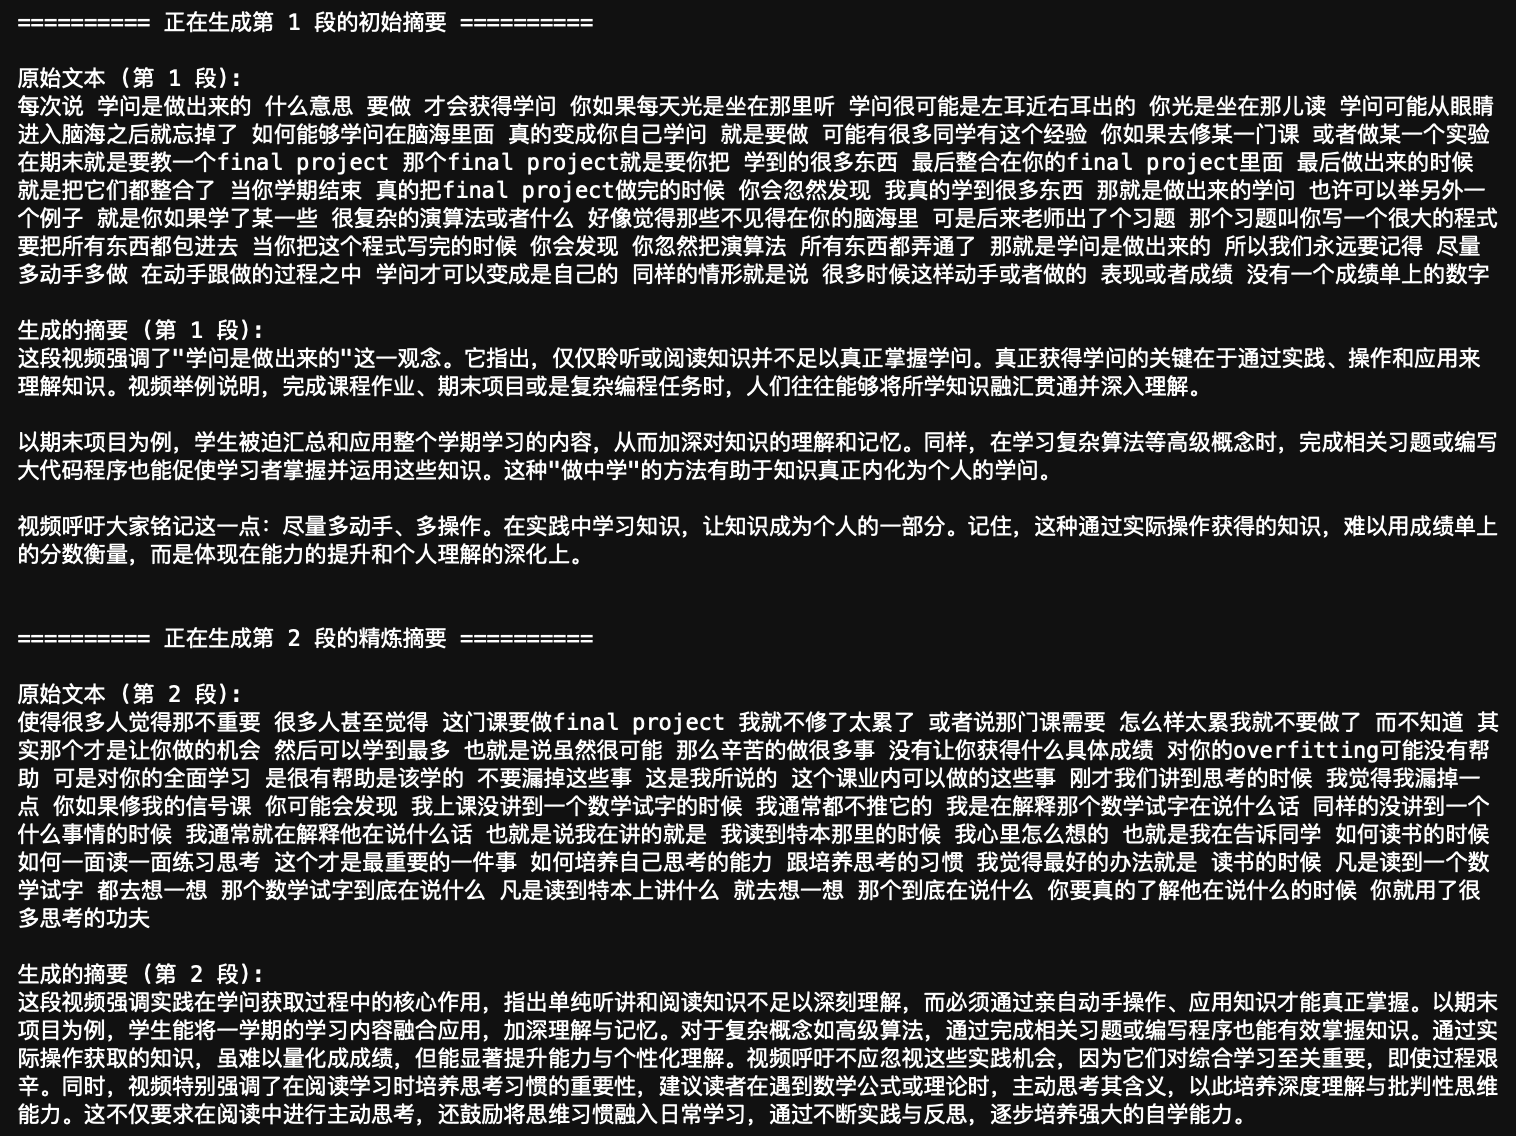 ========== 正在生成第 1 段的初始摘要 ==========
原始文本 (第 1 段):
每次说 学问是做出来的 什么意思 要做 才会获得学问 你如果每天光是坐在那里听 学问很可能是左耳近右耳出的 你光是坐在那儿读 学问可能从眼睛
进入脑海之后就忘掉了 如何能够学问在脑海里面 真的变成你自己学问 就是要做 可能有很多同学有这个经验 你如果去修某一门课 或者做某一个实验
在期末就是要教一个final project 那个final project就是要你把 学到的很多东西 最后整合在你的final project里面 最后做出来的时候
就是把它们都整合了 当你学期结束 真的把final project做完的时候 你会忽然发现 我真的学到很多东西 那就是做出来的学问 也许可以举另外一
个例子 就是你如果学了某一些 很复杂的演算法或者什么 好像觉得那些不见得在你的脑海里 可是后来老师出了个习题 那个习题叫你写一个很大的程式
要把所有东西都包进去 当你把这个程式写完的时候 你会发现 你忽然把演算法 所有东西都弄通了 那就是学问是做出来的 所以我们永远要记得 尽量
多动手多做 在动手跟做的过程之中 学问才可以变成是自己的 同样的情形就是说 很多时候这样动手或者做的 表现或者成绩 没有一个成绩单上的数字
生成的摘要 (第 1 段):
这段视频强调了"学问是做出来的"这一观念。它指出，仅仅聆听或阅读知识并不足以真正掌握学问。真正获得学问的关键在于通过实践、操作和应用来
理解知识。视频举例说明，完成课程作业、期末项目或是复杂编程任务时，人们往往能够将所学知识融汇贯通并深入理解。
以期末项目为例，学生被迫汇总和应用整个学期学习的内容，从而加深对知识的理解和记忆。同样，在学习复杂算法等高级概念时，完成相关习题或编写
大代码程序也能促使学习者掌握并运用这些知识。这种"做中学"的方法有助于知识真正内化为个人的学问。
视频呼吁大家铭记这一点：尽量多动手、多操作。在实践中学习知识，让知识成为个人的一部分。记住，这种通过实际操作获得的知识，难以用成绩单上
的分数衡量，而是体现在能力的提升和个人理解的深化上。
========== 正在生成第 2 段的精炼摘要 ==========
原始文本 (第 2 段):
使得很多人觉得那不重要 很多人甚至觉得 这门课要做final project 我就不修了太累了 或者说那门课需要 怎么样太累我就不要做了 而不知道 其
实那个才是让你做的机会 然后可以学到最多 也就是说虽然很可能 那么辛苦的做很多事 没有让你获得什么具体成绩 对你的overfitting可能没有帮
助 可是对你的全面学习 是很有帮助是该学的 不要漏掉这些事 这是我所说的 这个课业内可以做的这些事 刚才我们讲到思考的时候 我觉得我漏掉一
点 你如果修我的信号课 你可能会发现 我上课没讲到一个数学试字的时候 我通常都不推它的 我是在解释那个数学试字在说什么话 同样的没讲到一个
什么事情的时候 我通常就在解释他在说什么话 也就是说我在讲的就是 我读到特本那里的时候 我心里怎么想的 也就是我在告诉同学 如何读书的时候
如何一面读一面练习思考 这个才是最重要的一件事 如何培养自己思考的能力 跟培养思考的习惯 我觉得最好的办法就是 读书的时候 凡是读到一个数
学试字 都去想一想 那个数学试字到底在说什么 凡是读到特本上讲什么 就去想一想 那个到底在说什么 你要真的了解他在说什么的时候 你就用了很
多思考的功夫
生成的摘要 (第 2 段):
这段视频强调实践在学问获取过程中的核心作用，指出单纯听讲和阅读知识不足以深刻理解，而必须通过亲自动手操作、应用知识才能真正掌握。以期末
项目为例，学生能将一学期的学习内容融合应用，加深理解与记忆。对于复杂概念如高级算法，通过完成相关习题或编写程序也能有效掌握知识。通过实
际操作获取的知识，虽难以量化成成绩，但能显著提升能力与个性化理解。视频呼吁不应忽视这些实践机会，因为它们对综合学习至关重要，即使过程艰
辛。同时，视频特别强调了在阅读学习时培养思考习惯的重要性，建议读者在遇到数学公式或理论时，主动思考其含义，以此培养深度理解与批判性思维
能力。这不仅要求在阅读中进行主动思考，还鼓励将思维习惯融入日常学习，通过不断实践与反思，逐步培养强大的自学能力。